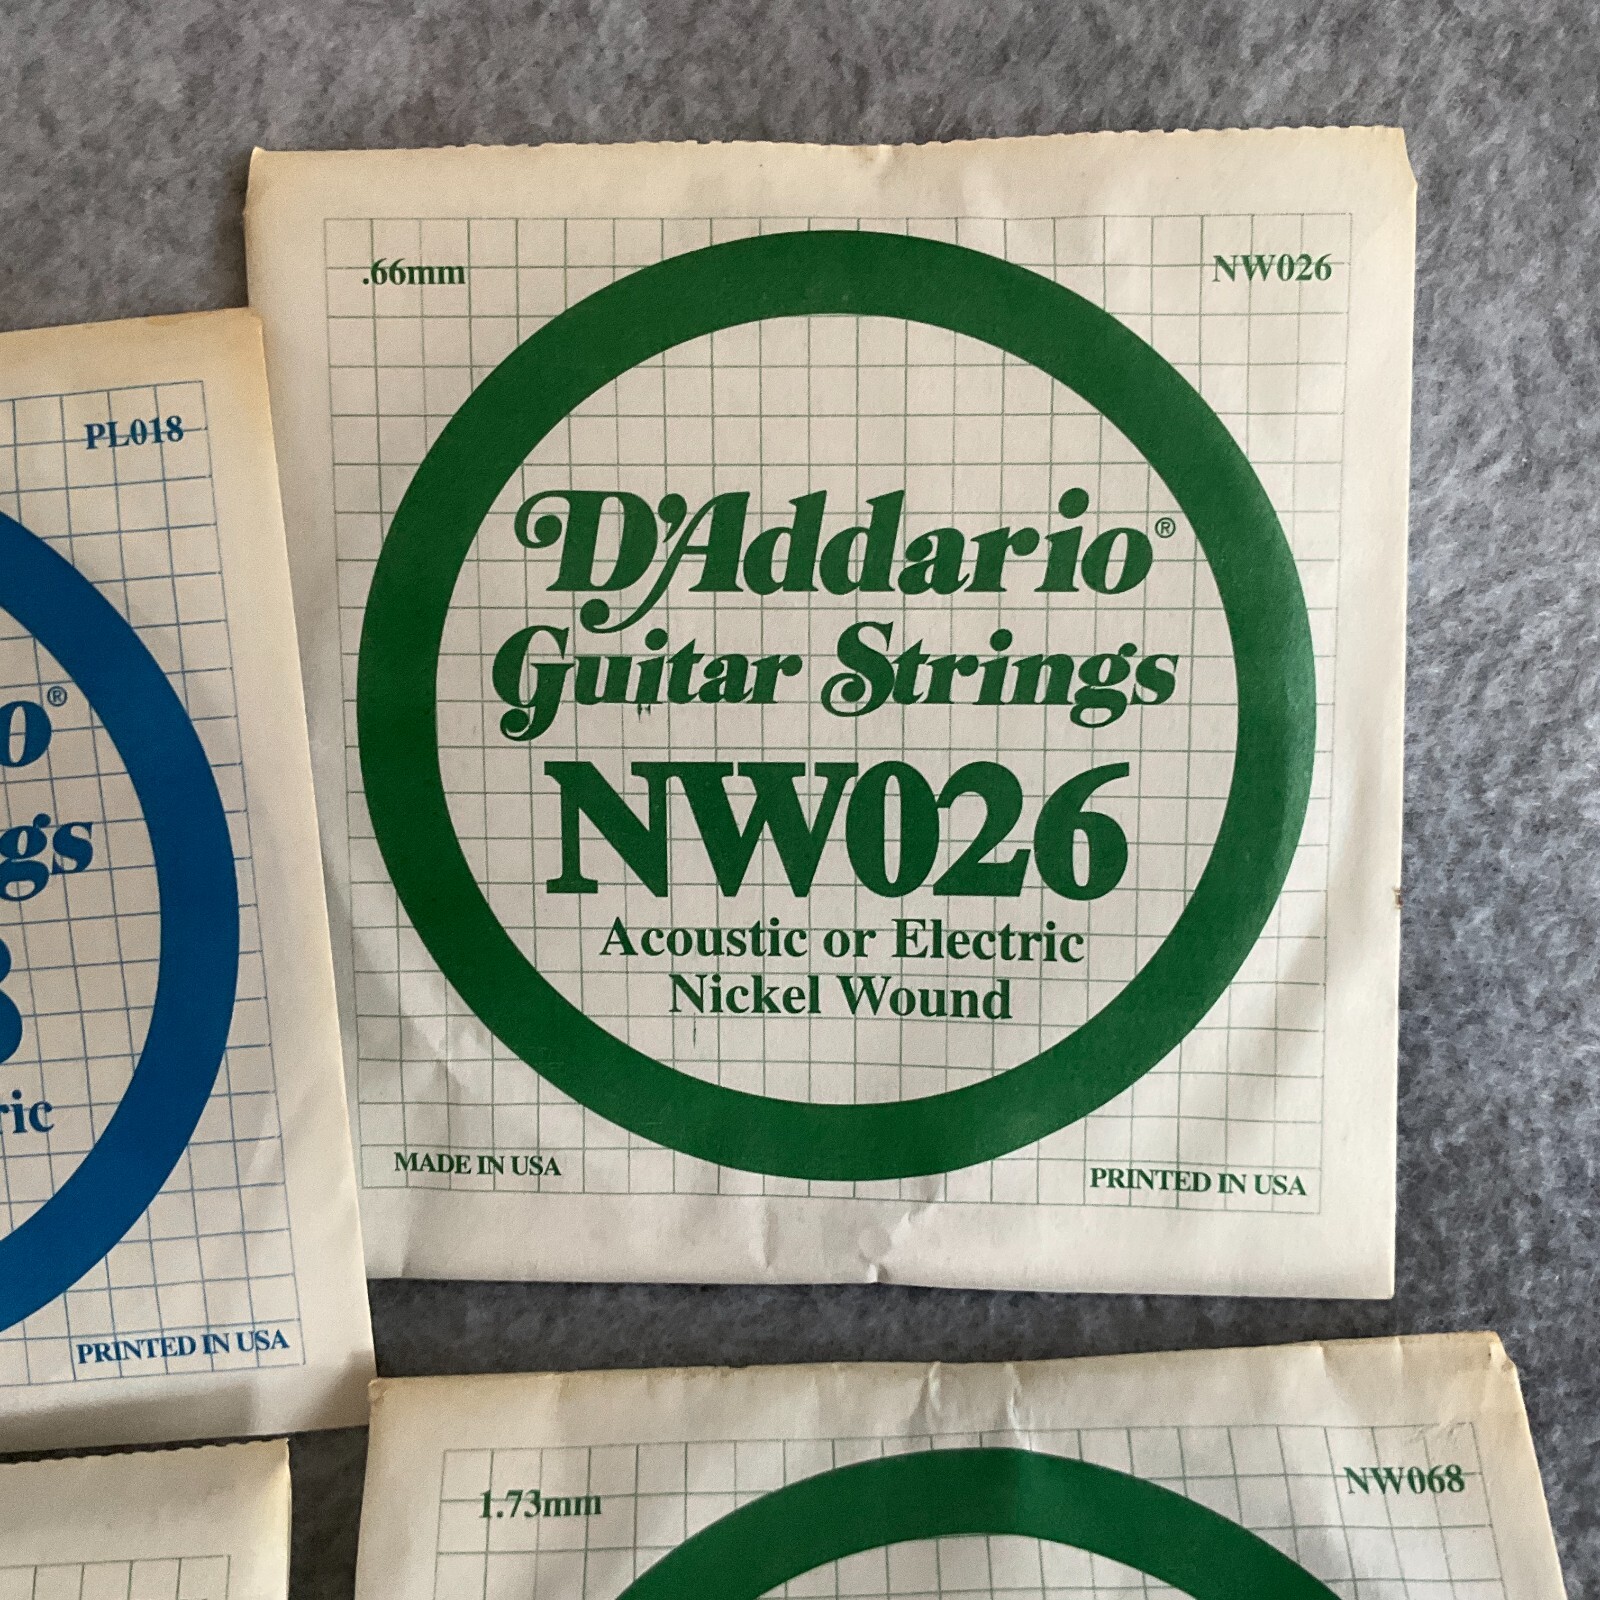 .66mm NW026
D'Addario®
Guitar Strings
NW026
Acoustic or Electric
Nickel Wound
MADE IN USA PRINTED IN USA
PL018
PRINTED IN USA
1.73mm NW068